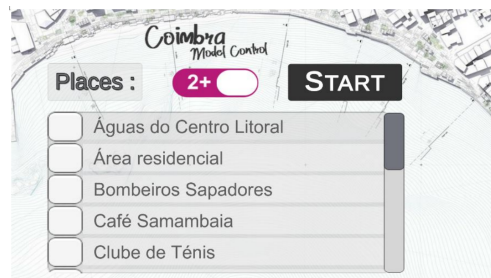 Coimbra
Model Control
Places :
2+
START
Águas do Centro Litoral
Área residencial
Bombeiros Sapadores
Café Samambaia
Clube de Ténis